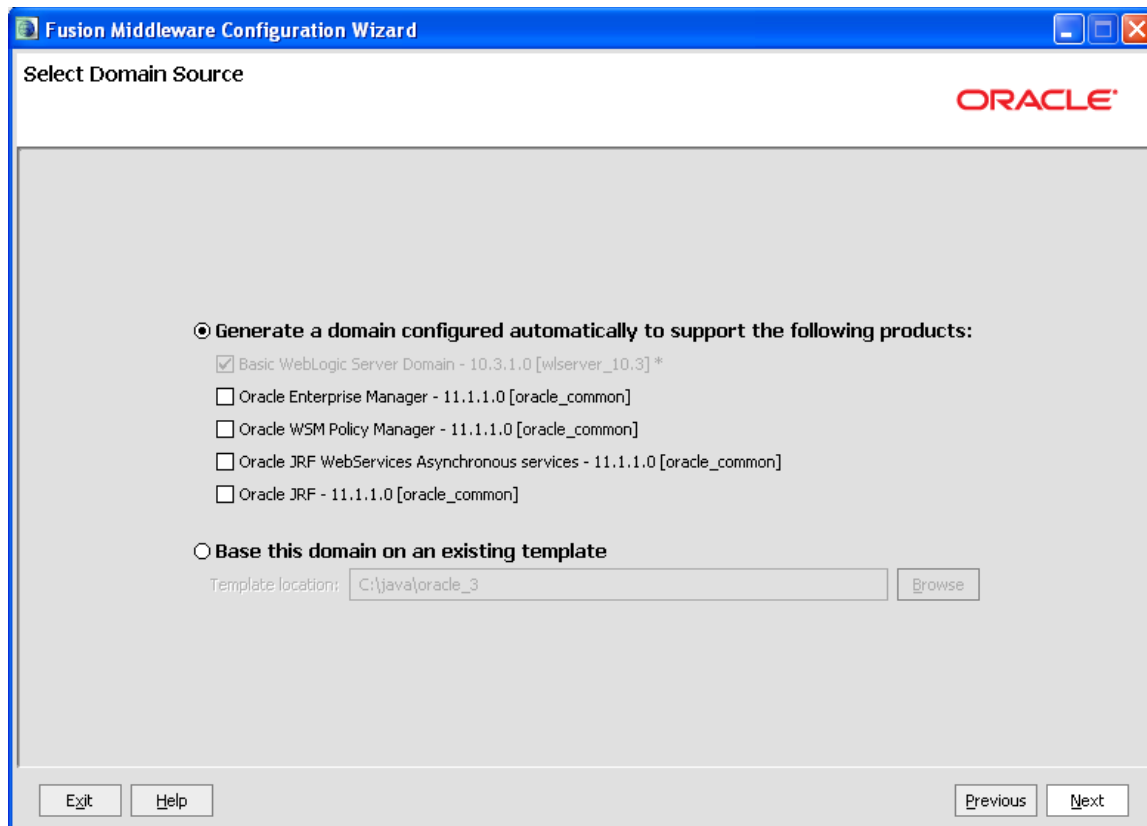 Fusion Middleware Configuration Wizard
Select Domain Source
ORACLE
Generate a domain configured automatically to support the following products:
Basic WebLogic Server Domain - 10.3.1.0 [wlserver_10.3] *
Oracle Enterprise Manager - 11.1.1.0 [oracle_common]
Oracle WSM Policy Manager - 11.1.1.0 [oracle_common]
Oracle JRF WebServices Asynchronous services - 11.1.1.0 [oracle_common]
Oracle JRF - 11.1.1.0 [oracle_common]
Base this domain on an existing template
Template location: C:\java\oracle_3 Browse
Exit Help Previous Next